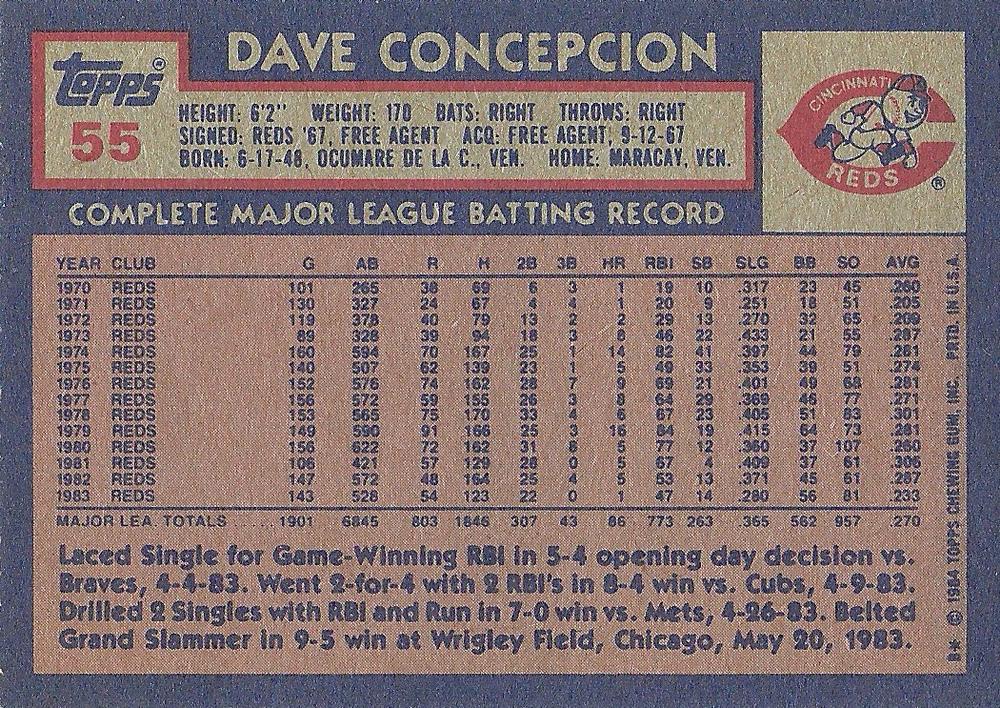 DAVE CONCEPCION
Topps®
55
HEIGHT: 6'2" WEIGHT: 170 BATS: RIGHT THROWS: RIGHT
SIGNED: REDS '67, FREE AGENT ACQ: FREE AGENT, 9-12-67
BORN: 6-17-48, OCUMARE DE LA C., VEN. HOME: MARACAY, VEN.
CINCINNATI
REDS
®
COMPLETE MAJOR LEAGUE BATTING RECORD
YEAR CLUB G AB R H 2B 3B HR RBI SB SLG BB SO AVG
1970 REDS 101 265 38 69 6 3 1 19 10 .317 23 45 .260
1971 REDS 130 327 24 67 4 4 1 20 9 .251 18 51 .205
1972 REDS 119 378 40 79 13 2 2 29 13 .270 32 65 .209
1973 REDS 89 328 39 94 18 3 8 46 22 .433 21 55 .287
1974 REDS 160 594 70 167 25 1 14 82 41 .397 44 79 .281
1975 REDS 140 507 62 139 23 1 5 49 33 .353 39 51 .274
1976 REDS 152 576 74 162 28 7 9 69 21 .401 49 68 .281
1977 REDS 156 572 59 155 26 3 8 64 29 .369 46 77 .271
1978 REDS 153 565 75 170 33 4 6 67 23 .405 51 83 .301
1979 REDS 149 590 91 166 25 3 16 84 19 .415 64 73 .281
1980 REDS 156 622 72 162 31 8 5 77 12 .360 37 107 .260
1981 REDS 106 421 57 129 28 0 5 67 4 .409 37 61 .306
1982 REDS 147 572 48 164 25 4 5 53 13 .371 45 61 .287
1983 REDS 143 528 54 123 22 0 1 47 14 .280 56 81 .233
MAJOR LEA. TOTALS ..... 1901 6845 803 1846 307 43 86 773 263 .365 562 957 .270
Laced Single for Game-Winning RBI in 5-4 opening day decision vs.
Braves, 4-4-83. Went 2-for-4 with 2 RBI's in 8-4 win vs. Cubs, 4-9-83.
Drilled 2 Singles with RBI and Run in 7-0 win vs. Mets, 4-26-83. Belted
Grand Slammer in 9-5 win at Wrigley Field, Chicago, May 20, 1983.
B* © 1984 TOPPS CHEWING GUM, INC. PRTD. IN U.S.A.